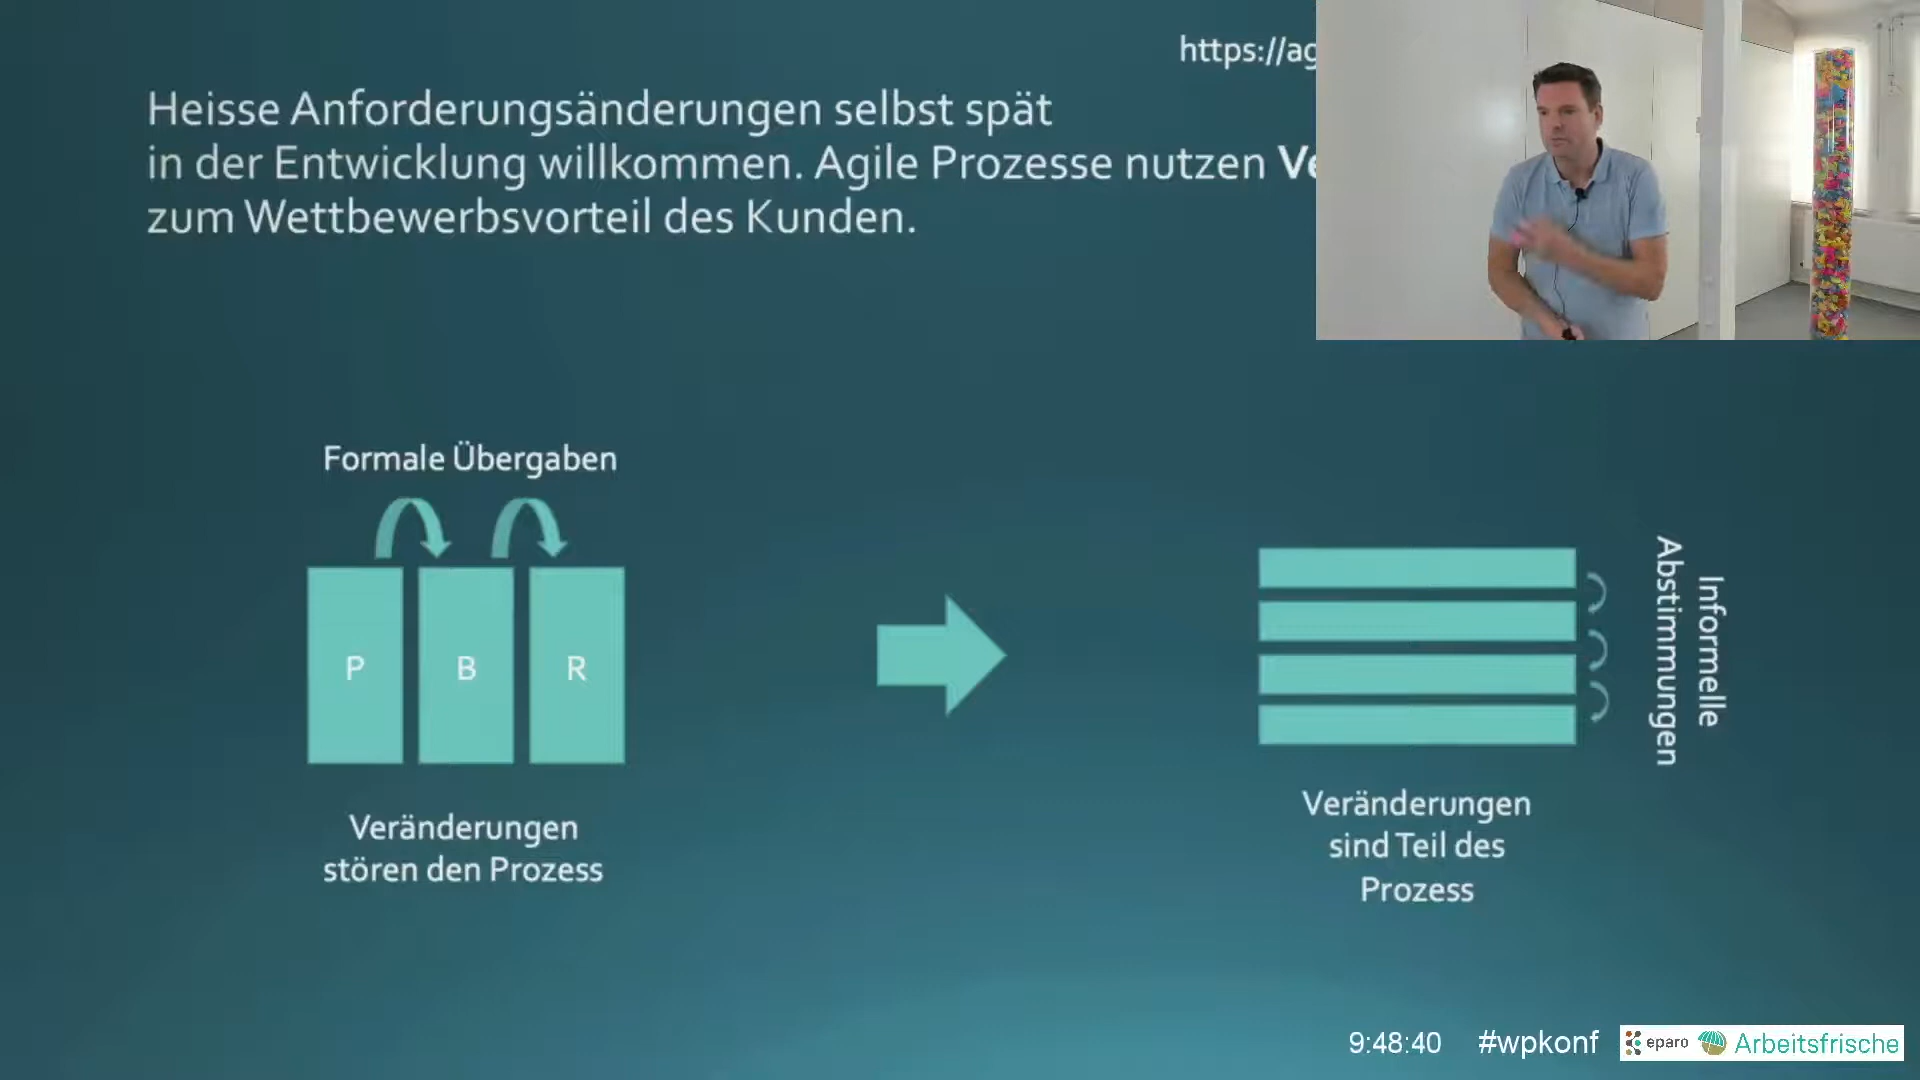 https://ag
Heisse Anforderungsänderungen selbst spät
in der Entwicklung willkommen. Agile Prozesse nutzen Ve
zum Wettbewerbsvorteil des Kunden.
Formale Übergaben
P B R
Veränderungen
stören den Prozess
Informelle
Abstimmungen
Veränderungen
sind Teil des
Prozess
9:48:40 #wpkonf eparo Arbeitsfrische